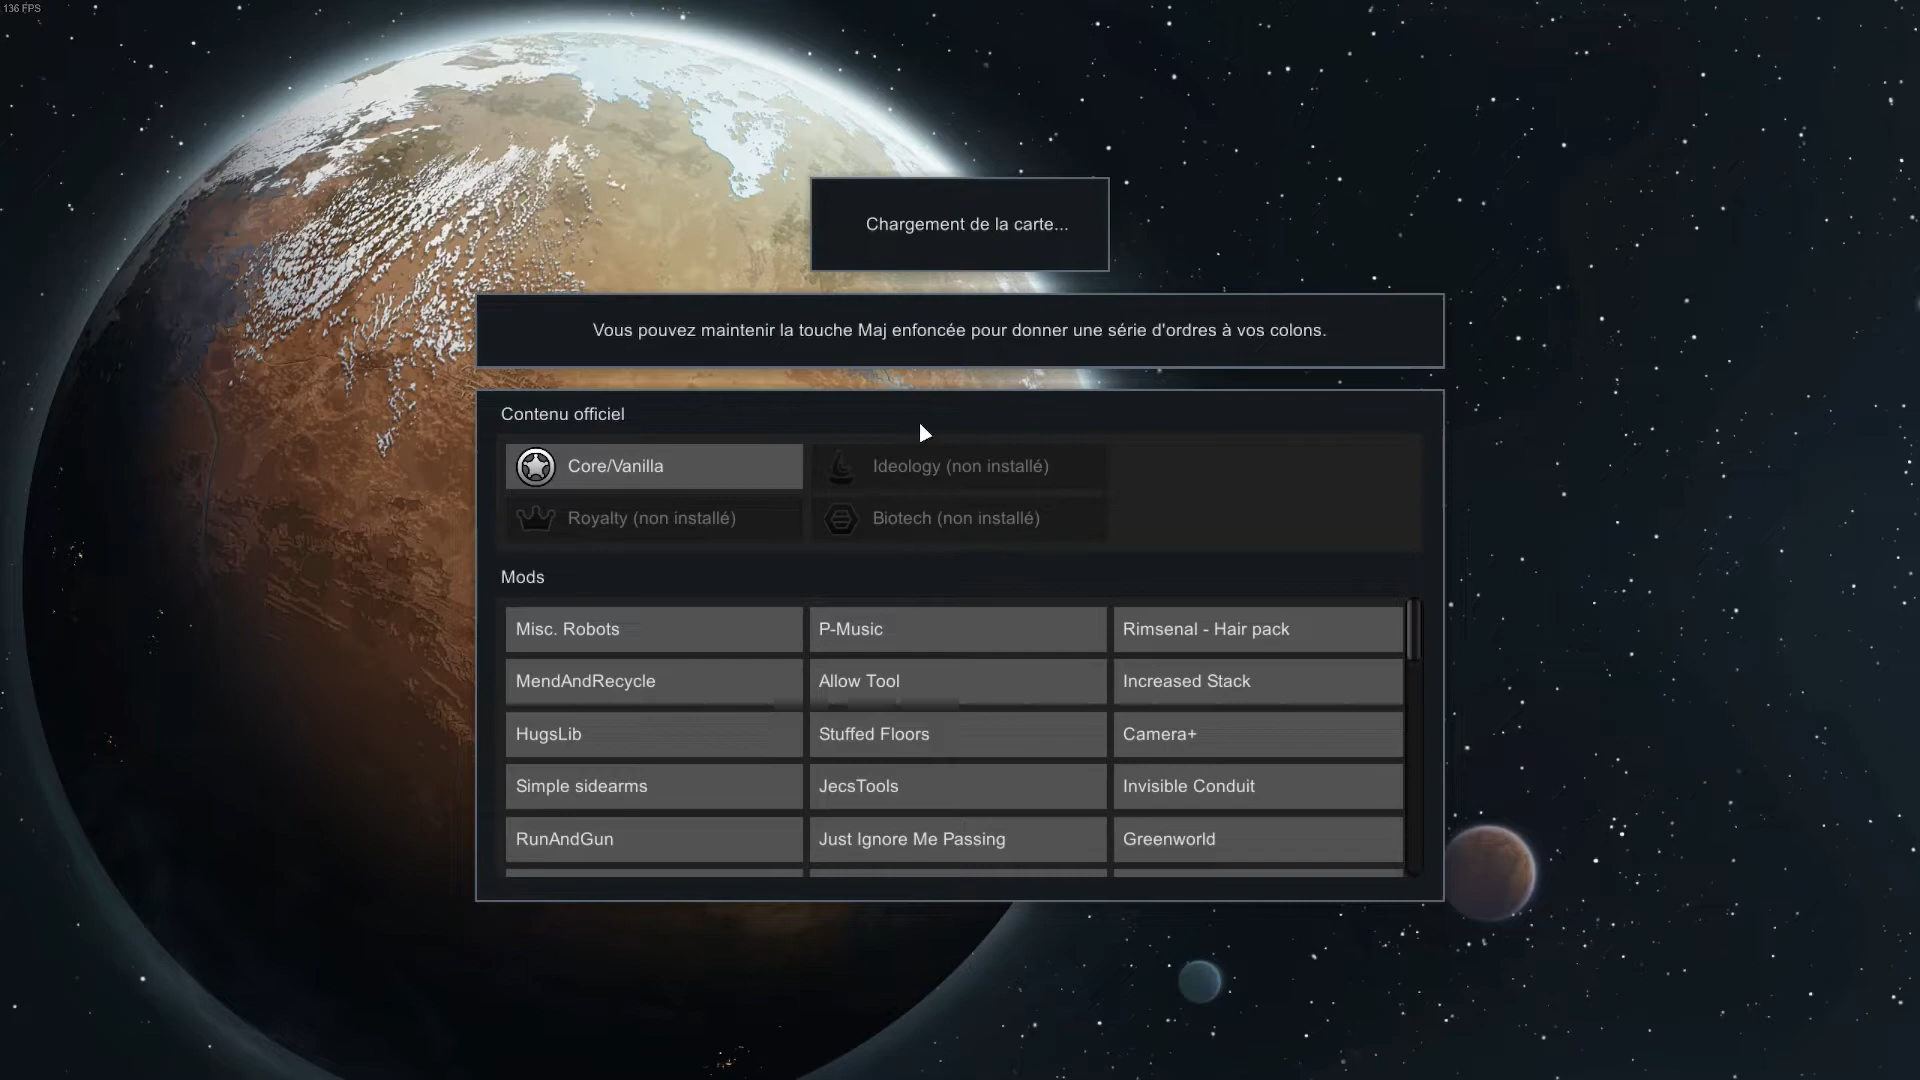 136 FPS
Chargement de la carte...
Vous pouvez maintenir la touche Maj enfoncée pour donner une série d'ordres à vos colons.
Contenu officiel
Core/Vanilla
Ideology (non installé)
Royalty (non installé)
Biotech (non installé)
Mods
Misc. Robots
P-Music
Rimsenal - Hair pack
MendAndRecycle
Allow Tool
Increased Stack
HugsLib
Stuffed Floors
Camera+
Simple sidearms
JecsTools
Invisible Conduit
RunAndGun
Just Ignore Me Passing
Greenworld